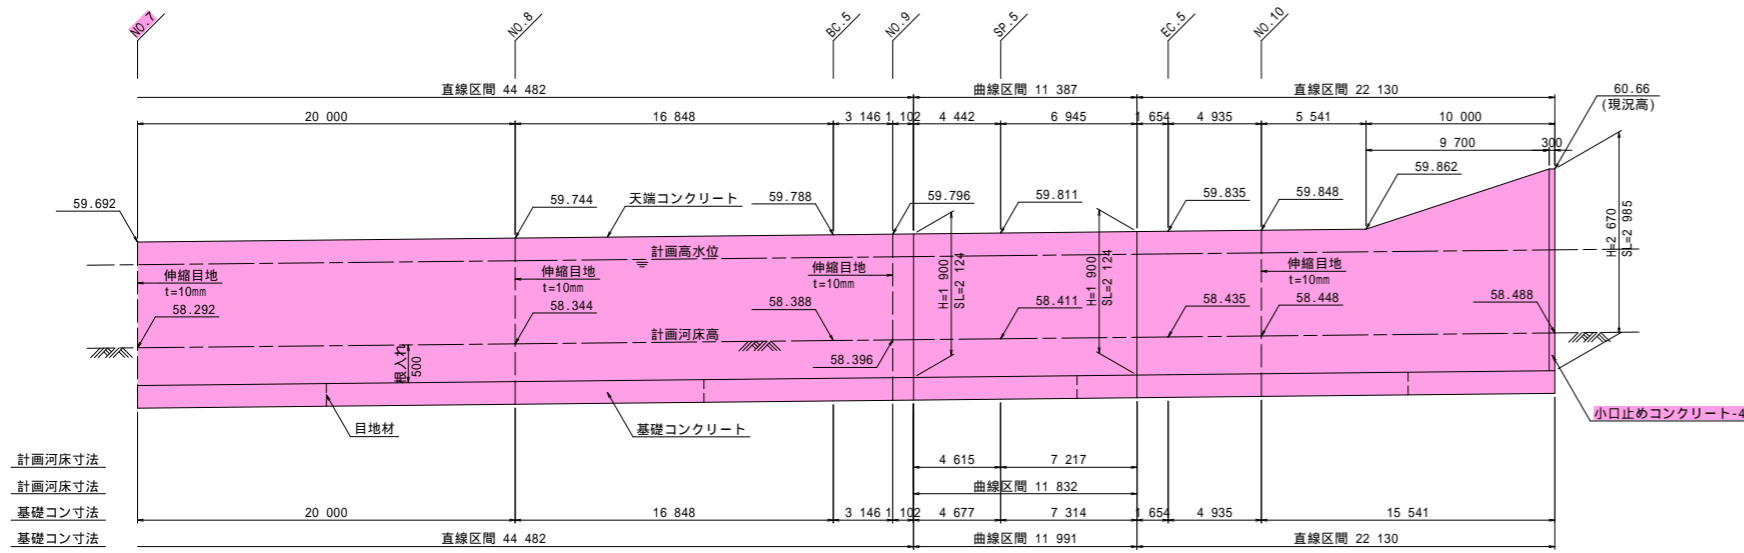 NO.7
NO.8
BC.5
NO.9
SP.5
EC.5
NO.10
直線区間 44 482
曲線区間 11 387
直線区間 22 130
60.66
(現況高)
20 000
16 848
3 146
1 102
4 442
6 945
1 654
4 935
5 541
10 000
9 700
300
59.692
59.744
天端コンクリート
59.788
59.796
59.811
59.835
59.848
59.862
計画高水位
伸縮目地
t=10mm
伸縮目地
t=10mm
伸縮目地
t=10mm
伸縮目地
t=10mm
H=1 900
SL=2 124
H=1 900
SL=2 124
H=2 670
SL=2 985
58.292
58.344
58.388
58.411
58.435
58.448
58.488
計画河床高
58.396
根入れ
500
目地材
基礎コンクリート
小口止めコンクリート-4
計画河床寸法
4 615
7 217
計画河床寸法
曲線区間 11 832
基礎コン寸法
20 000
16 848
3 146
1 102
4 677
7 314
1 654
4 935
15 541
基礎コン寸法
直線区間 44 482
曲線区間 11 991
直線区間 22 130